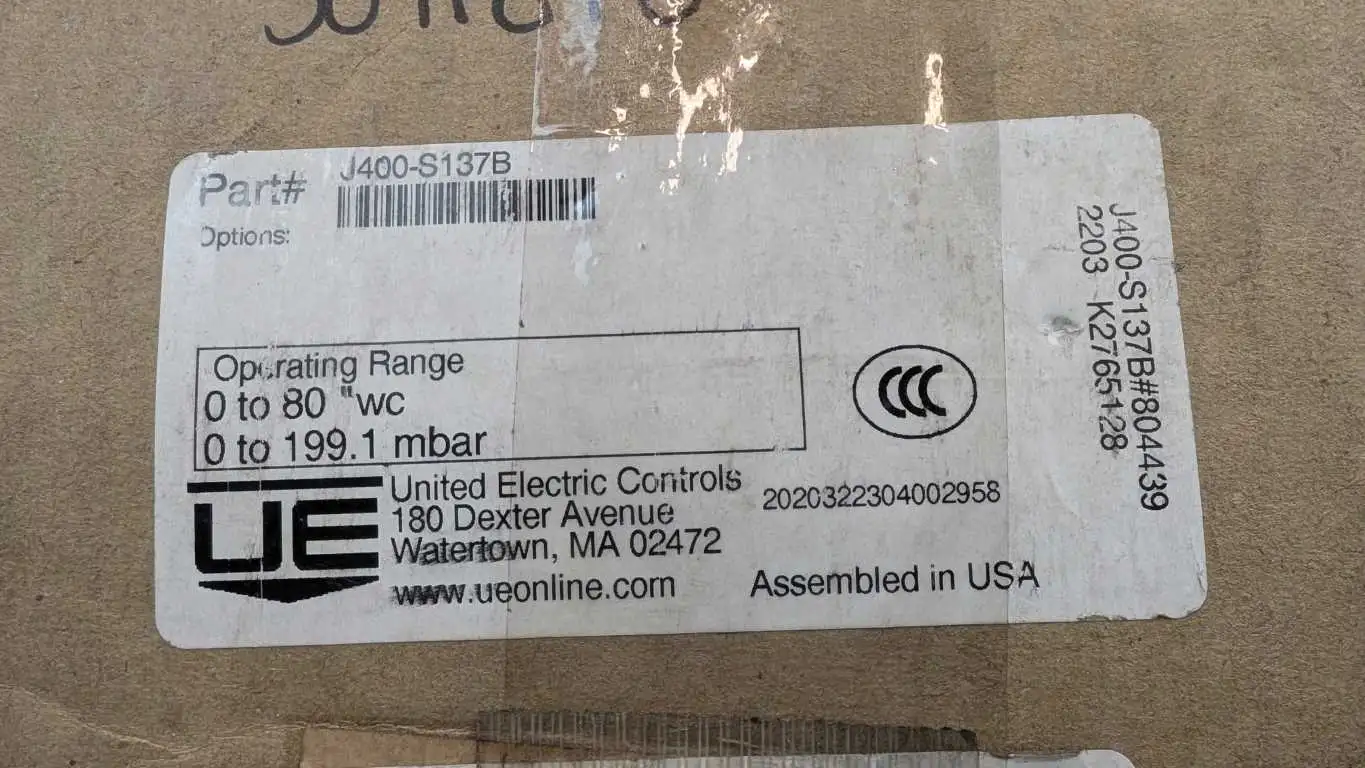 Part#
J400-S137B
Options:
Operating Range
0 to 80 "wc
0 to 199.1 mbar
CCC
UE
United Electric Controls
180 Dexter Avenue
Watertown, MA 02472
www.ueonline.com
2020322304002958
Assembled in USA
J400-S137B#804439
2203 K2765128